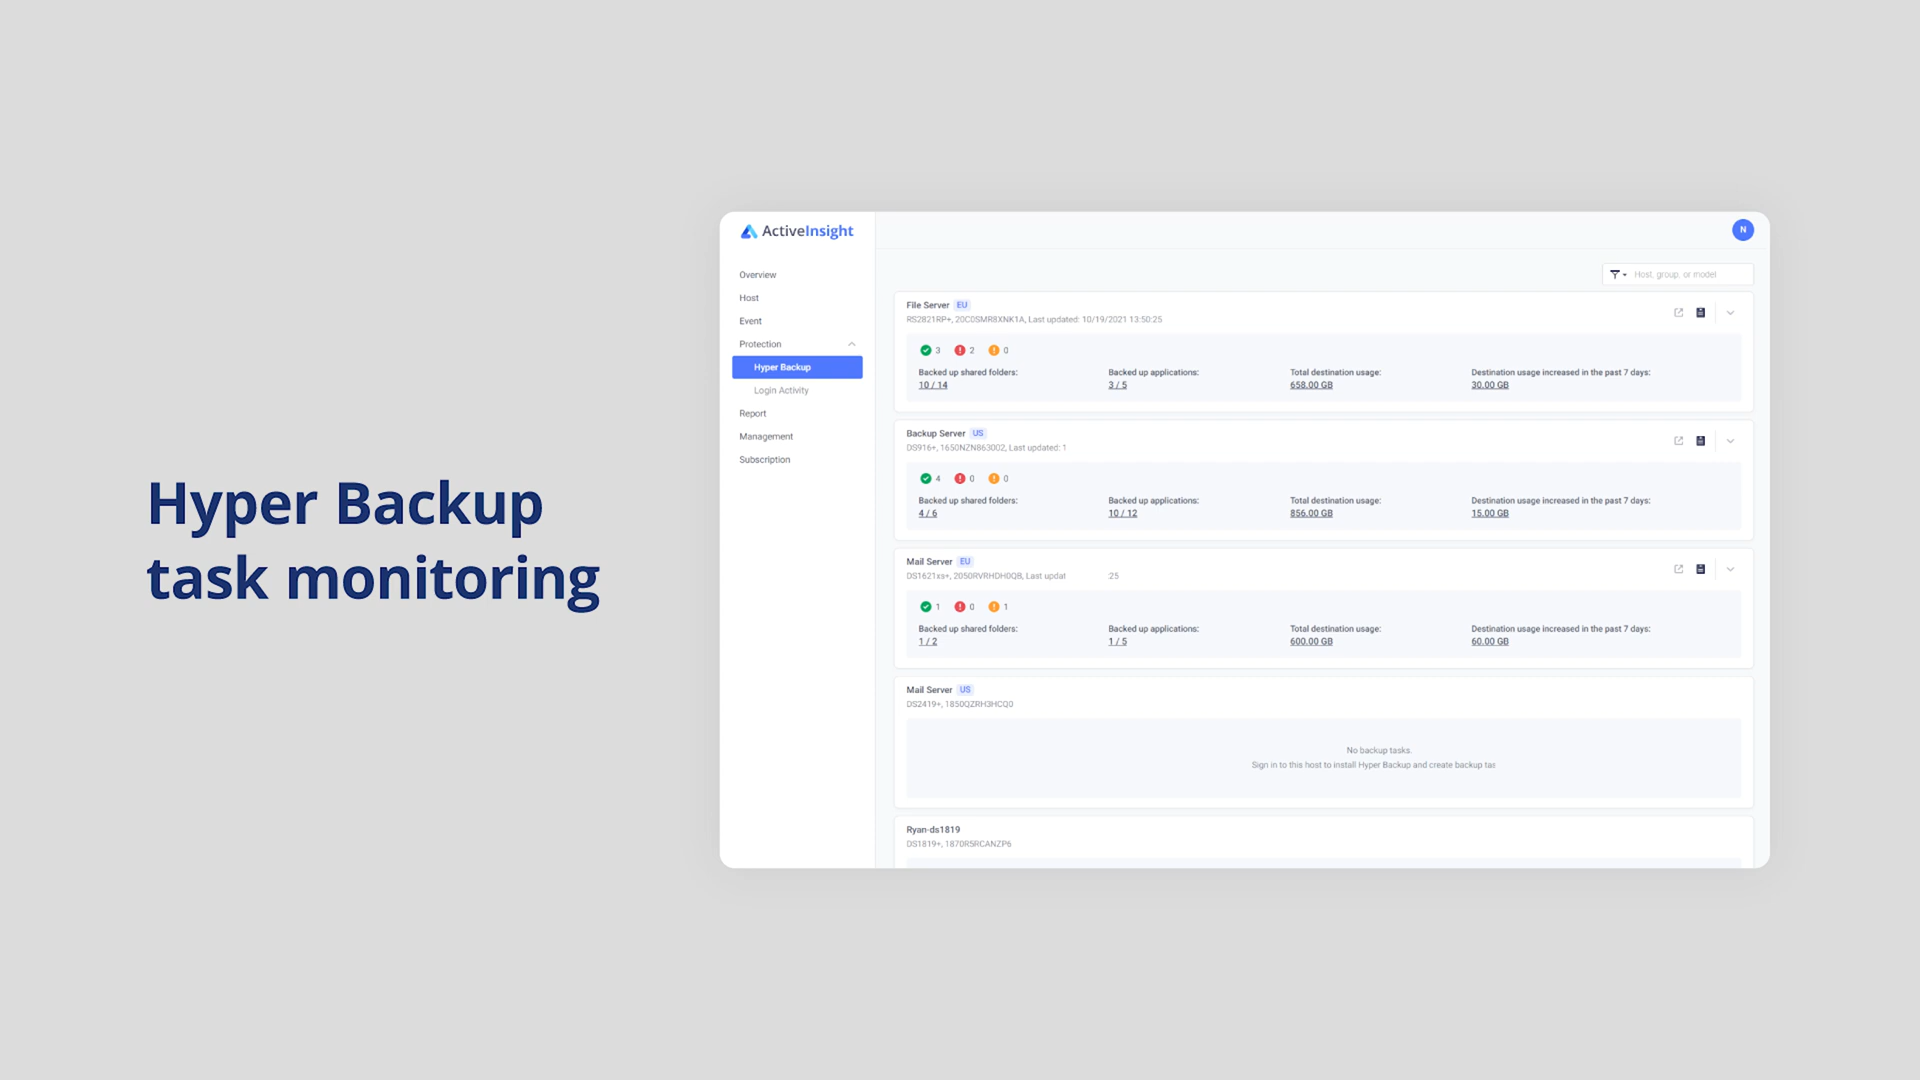 Hyper Backup
task monitoring
ActiveInsight
N
Overview
Host
Event
Protection
Hyper Backup
Login Activity
Report
Management
Subscription
Host, group, or model
File Server EU
RS2821RP+, 20C0SMR8XNK1A, Last updated: 10/19/2021 13:50:25
3 2 0
Backed up shared folders: Backed up applications: Total destination usage: Destination usage increased in the past 7 days:
10 / 14 3 / 5 658.00 GB 30.00 GB
Backup Server US
DS916+, 1650NZN863002, Last updated: 1
4 0 0
Backed up shared folders: Backed up applications: Total destination usage: Destination usage increased in the past 7 days:
4 / 6 10 / 12 856.00 GB 15.00 GB
Mail Server EU
DS1621xs+, 2050RVRHDH0QB, Last updat :25
1 0 1
Backed up shared folders: Backed up applications: Total destination usage: Destination usage increased in the past 7 days:
1 / 2 1 / 5 600.00 GB 60.00 GB
Mail Server US
DS2419+, 1850QZRH3HCQ0
No backup tasks.
Sign in to this host to install Hyper Backup and create backup tas
Ryan-ds1819
DS1819+, 1870R5RCANZP6